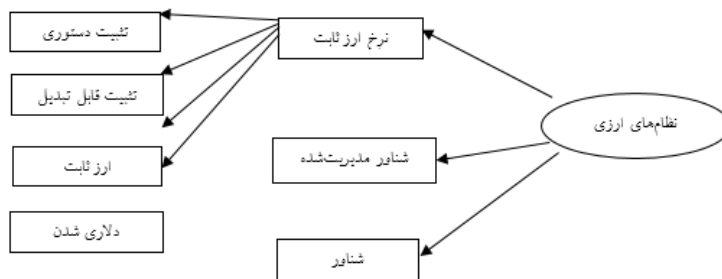 نظام‌های ارزی
نرخ ارز ثابت
شناور مدیریت‌شده
شناور
تثبیت دستوری
تثبیت قابل تبدیل
ارز ثابت
دلاری شدن